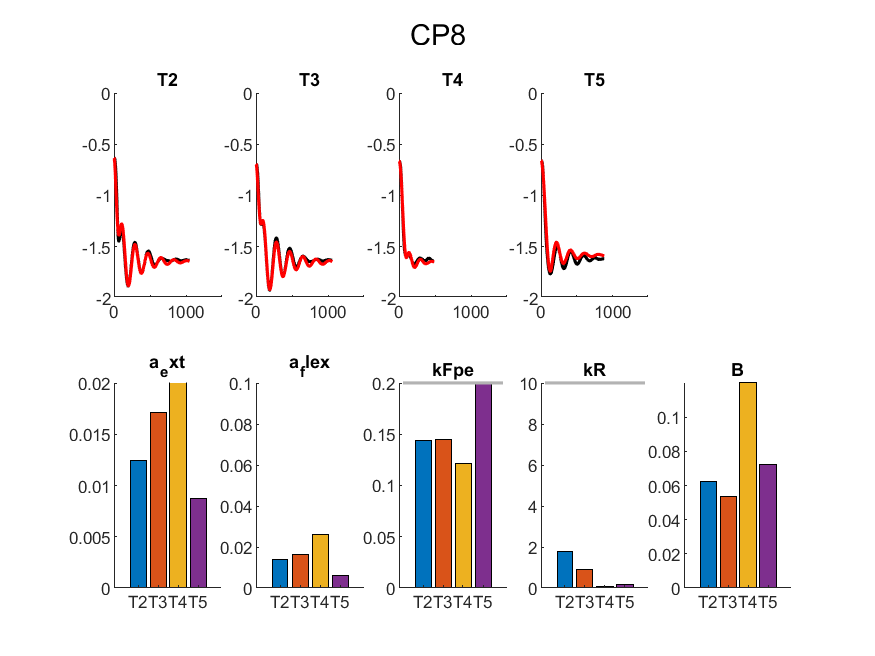 CP8
T2 T3 T4 T5
0 0 0 0
-0.5 -0.5 -0.5 -0.5
-1 -1 -1 -1
-1.5 -1.5 -1.5 -1.5
-2 -2 -2 -2
0 1000 0 1000 0 1000 0 1000
a_ext a_flex kFpe kR B
0.02 0.1 0.2 10
0.015 0.08 0.15 8 0.1
0.01 0.06 0.1 6 0.08
0.005 0.04 0.05 4 0.06
0.02 2 0.04
0.02
0 0 0 0 0
T2T3T4T5 T2T3T4T5 T2T3T4T5 T2T3T4T5 T2T3T4T5